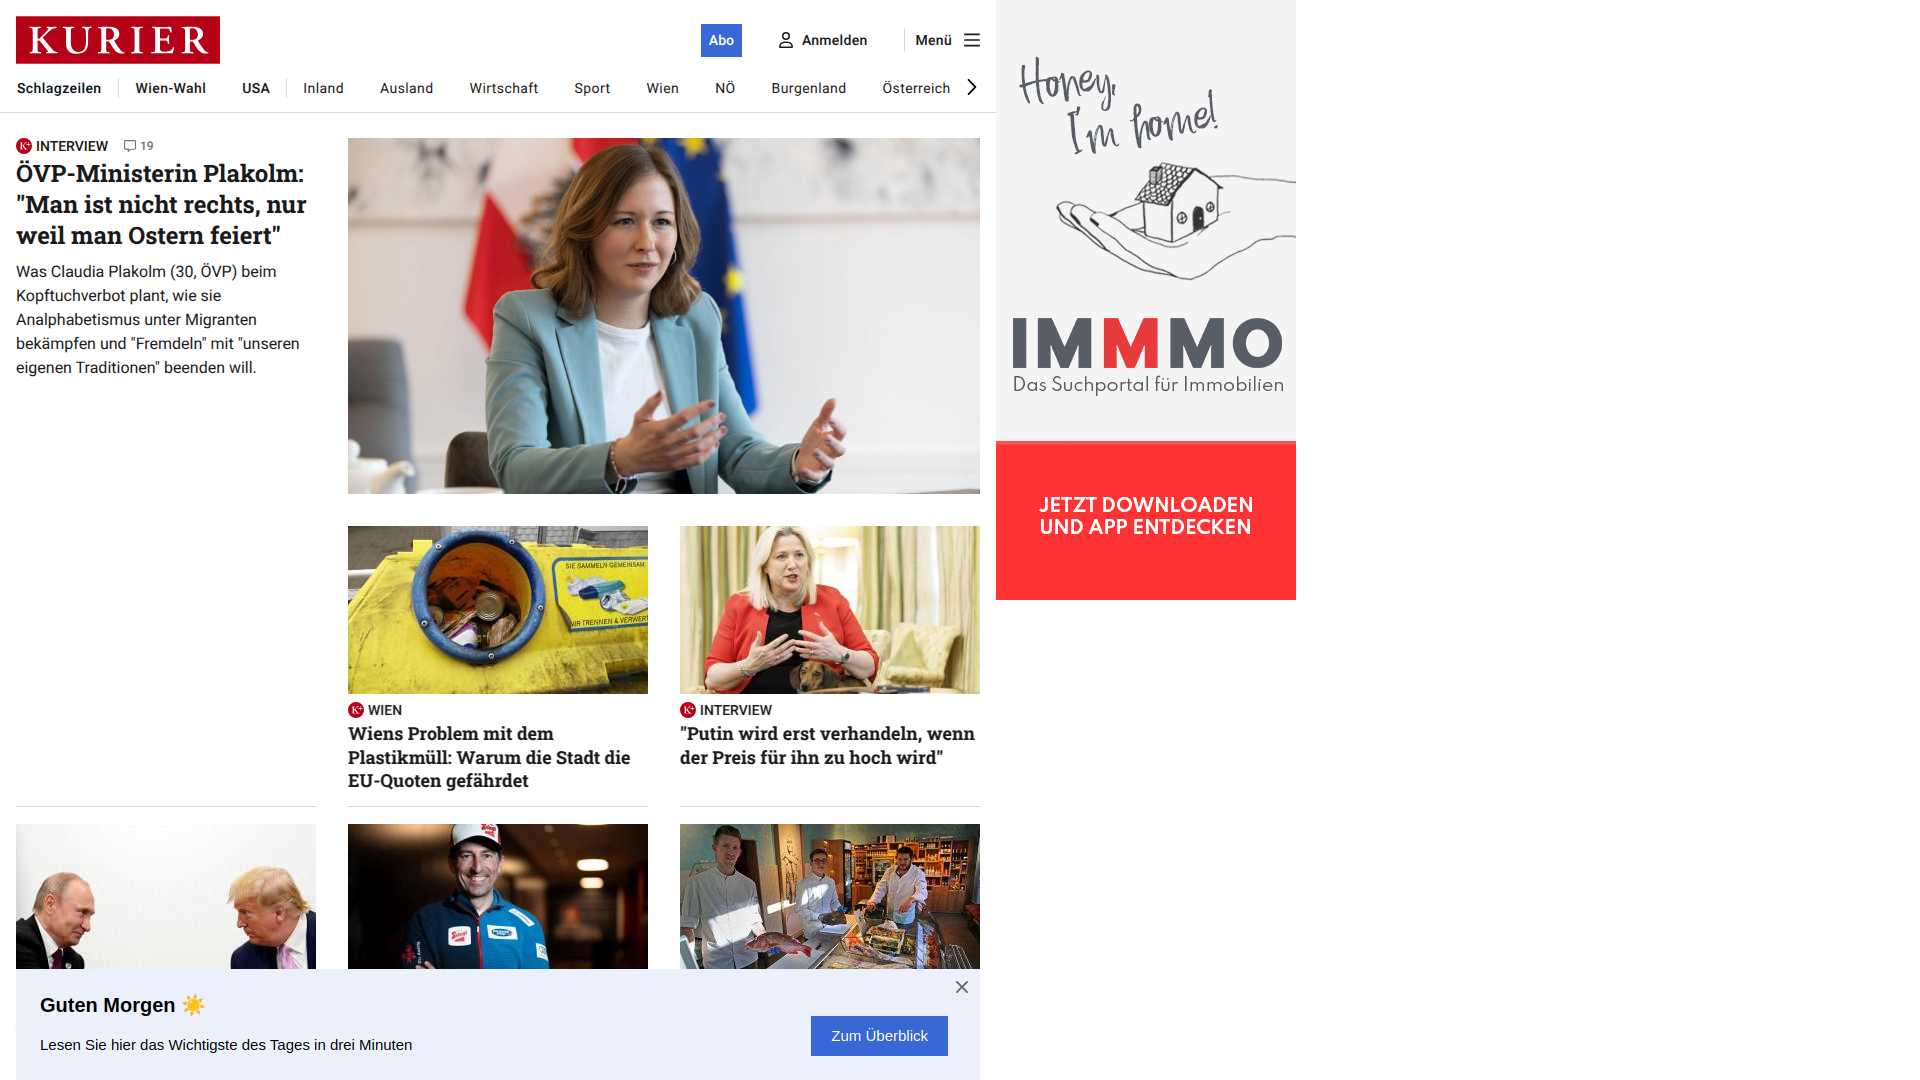 KURIER
Abo
Anmelden
Menü
Schlagzeilen
Wien-Wahl
USA
Inland
Ausland
Wirtschaft
Sport
Wien
NÖ
Burgenland
Österreich
INTERVIEW
19
ÖVP-Ministerin Plakolm:
"Man ist nicht rechts, nur
weil man Ostern feiert"
Was Claudia Plakolm (30, ÖVP) beim
Kopftuchverbot plant, wie sie
Analphabetismus unter Migranten
bekämpfen und "Fremdeln" mit "unseren
eigenen Traditionen" beenden will.
SIE SAMMELN GEMEINSAM
WIR TRENNEN & VERWERT
K+ WIEN
Wiens Problem mit dem
Plastikmüll: Warum die Stadt die
EU-Quoten gefährdet
K+ INTERVIEW
"Putin wird erst verhandeln, wenn
der Preis für ihn zu hoch wird"
Guten Morgen ☀️
Lesen Sie hier das Wichtigste des Tages in drei Minuten
Zum Überblick
Honey,
I'm home!
IMMMO
Das Suchportal für Immobilien
JETZT DOWNLOADEN
UND APP ENTDECKEN